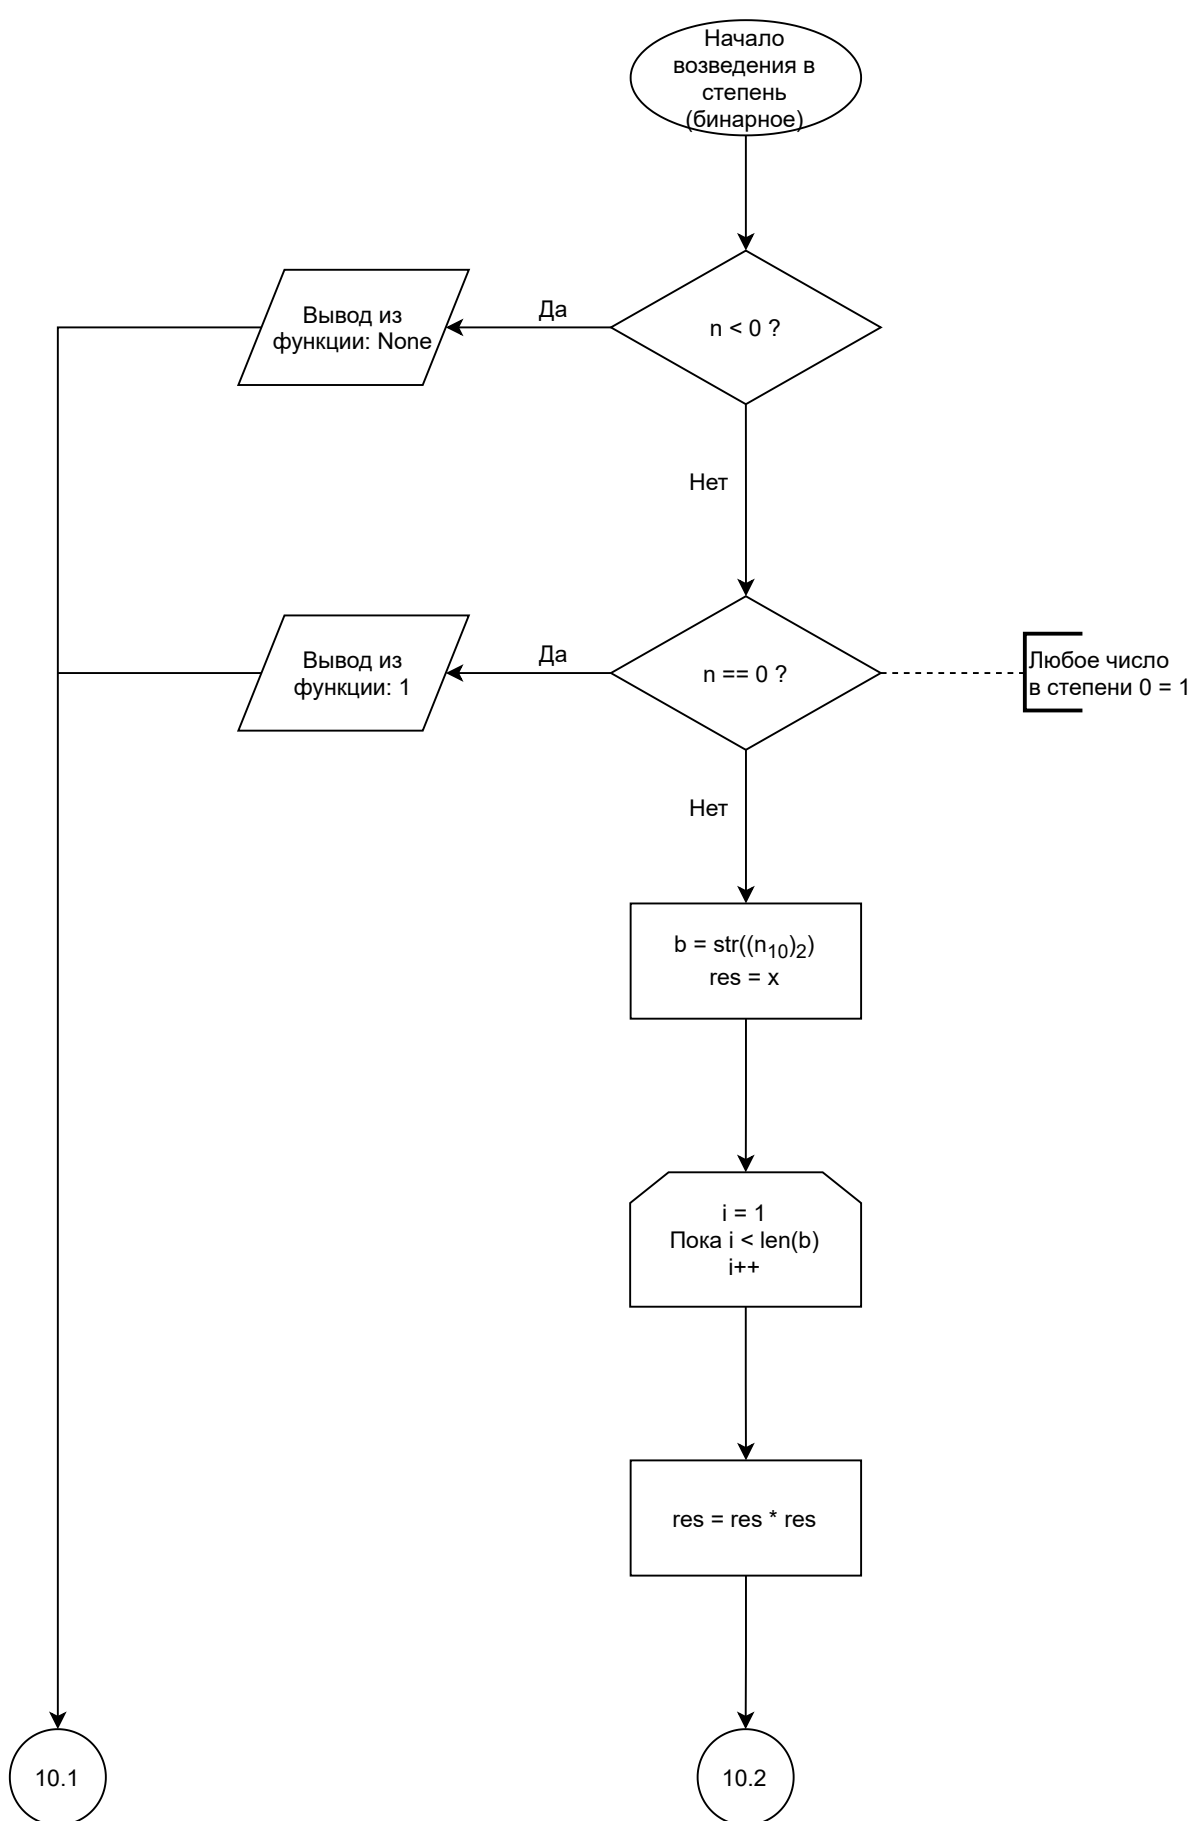 Начало
возведения в
степень
(бинарное)
Да
n < 0 ?
Вывод из
функции: None
Нет
Да
n == 0 ?
Вывод из
функции: 1
Любое число
в степени 0 = 1
Нет
b = str((n₁₀)₂)
res = x
i = 1
Пока i < len(b)
i++
res = res * res
10.1
10.2